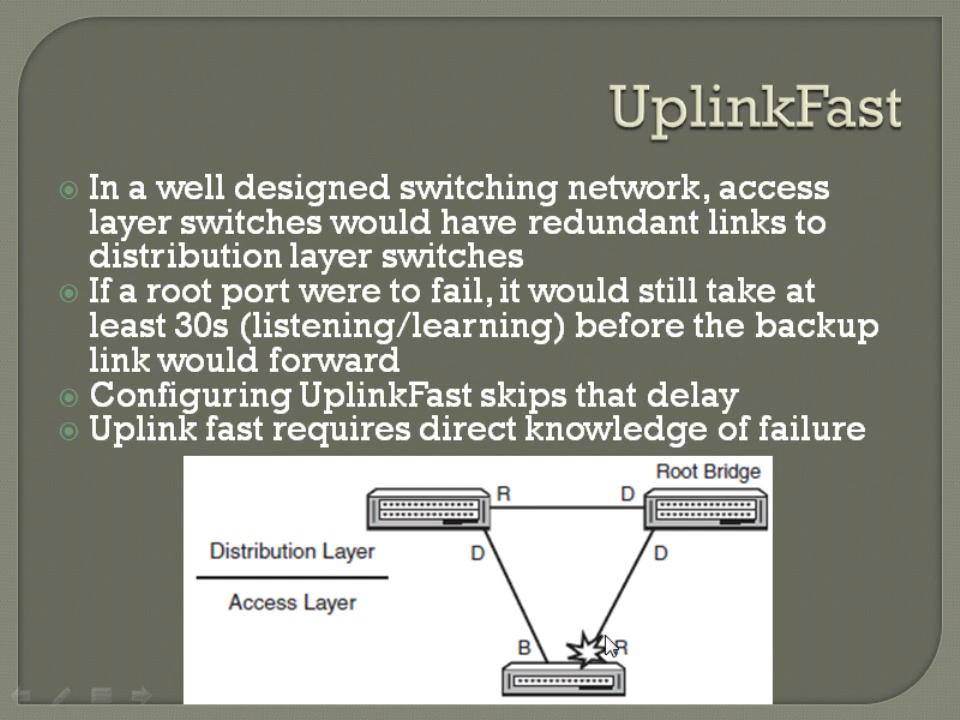 UplinkFast
In a well designed switching network, access
layer switches would have redundant links to
distribution layer switches
If a root port were to fail, it would still take at
least 30s (listening/learning) before the backup
link would forward
Configuring UplinkFast skips that delay
Uplink fast requires direct knowledge of failure
Root Bridge
R
D
Distribution Layer
D
D
Access Layer
B
R